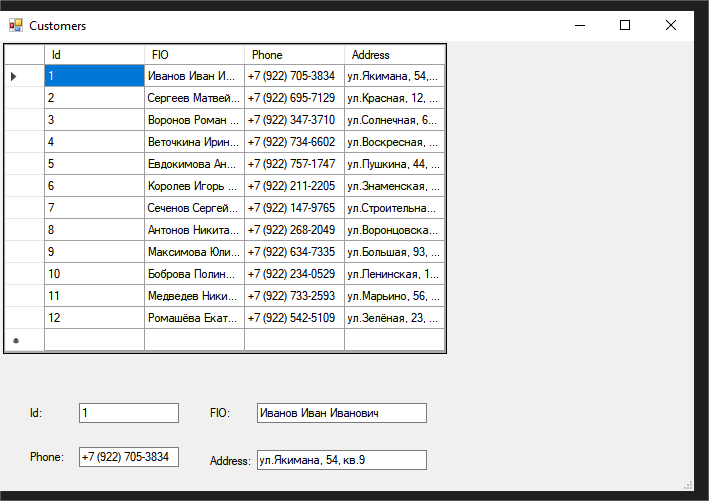 Customers
Id FIO Phone Address
1 Иванов Иван И... +7 (922) 705-3834 ул.Якимана, 54,...
2 Сергеев Матвей... +7 (922) 695-7129 ул.Красная, 12, ...
3 Воронов Роман ... +7 (922) 347-3710 ул.Солнечная, 6...
4 Веточкина Ирин... +7 (922) 734-6602 ул.Воскресная, ...
5 Евдокимова Ан... +7 (922) 757-1747 ул.Пушкина, 44, ...
6 Королев Игорь ... +7 (922) 211-2205 ул.Знаменская, ...
7 Сеченов Сергей... +7 (922) 147-9765 ул.Строительна...
8 Антонов Никита... +7 (922) 268-2049 ул.Воронцовска...
9 Максимова Юли... +7 (922) 634-7335 ул.Большая, 93, ...
10 Боброва Полин... +7 (922) 234-0529 ул.Ленинская, 1...
11 Медведев Ники... +7 (922) 733-2593 ул.Марьино, 56, ...
12 Ромашёва Екат... +7 (922) 542-5109 ул.Зелёная, 23, ...
Id: 1 FIO: Иванов Иван Иванович
Phone: +7 (922) 705-3834 Address: ул.Якимана, 54, кв.9